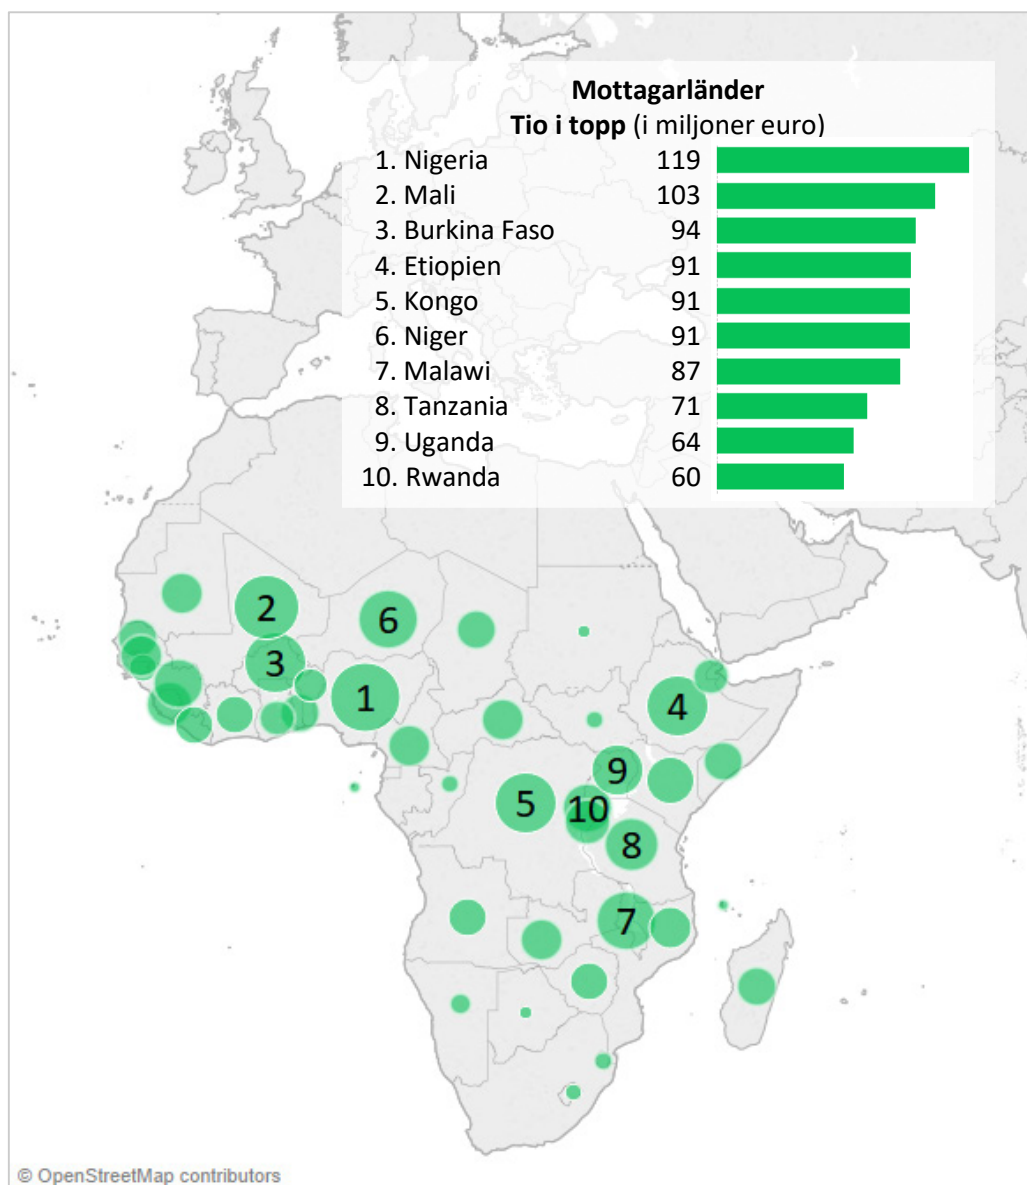 Mottagarländer
Tio i topp (i miljoner euro)
1. Nigeria 119
2. Mali 103
3. Burkina Faso 94
4. Etiopien 91
5. Kongo 91
6. Niger 91
7. Malawi 87
8. Tanzania 71
9. Uganda 64
10. Rwanda 60
2
6
3
1
4
9
5
10
8
7
© OpenStreetMap contributors